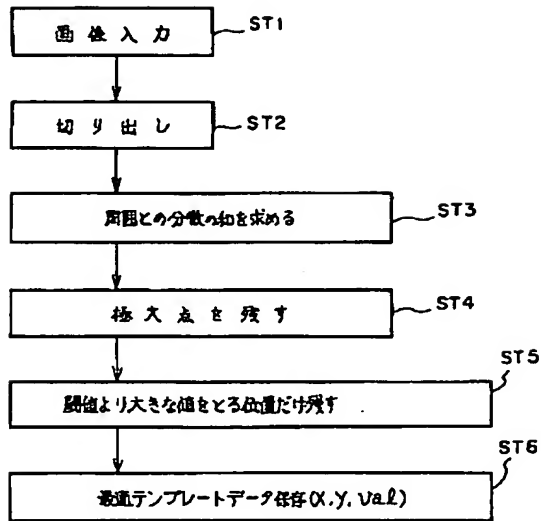 画像入力 ST1
切り出し ST2
周囲との分散の和を求める ST3
極大点を残す ST4
閾値より大きな値をとる位置だけ残す ST5
最適テンプレートデータ保存(X,Y,Val) ST6